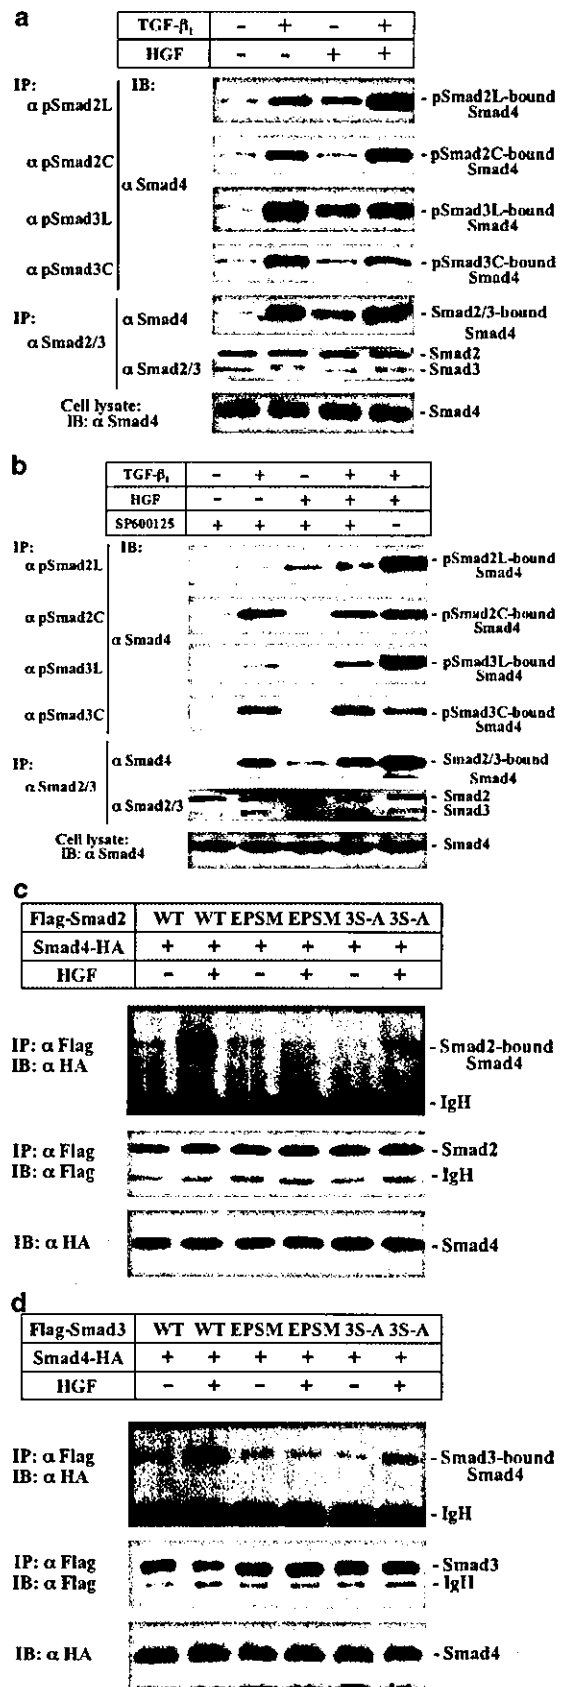 a
TGF-β1 - + - +
HGF - - + +
IP: IB:
α pSmad2L - pSmad2L-bound Smad4
α pSmad2C - pSmad2C-bound Smad4
α Smad4
α pSmad3L - pSmad3L-bound Smad4
α pSmad3C - pSmad3C-bound Smad4
IP: α Smad4 - Smad2/3-bound Smad4
α Smad2/3
α Smad2/3 - Smad2
- Smad3
Cell lysate:
IB: α Smad4 - Smad4
b
TGF-β1 - + - + +
HGF - - + + +
SP600125 + + + + -
IP: IB:
α pSmad2L - pSmad2L-bound Smad4
α pSmad2C - pSmad2C-bound Smad4
α Smad4
α pSmad3L - pSmad3L-bound Smad4
α pSmad3C - pSmad3C-bound Smad4
IP: α Smad4 - Smad2/3-bound Smad4
α Smad2/3
α Smad2/3 - Smad2
- Smad3
Cell lysate:
IB: α Smad4 - Smad4
c
Flag-Smad2 WT WT EPSM EPSM 3S-A 3S-A
Smad4-HA + + + + + +
HGF - + - + - +
IP: α Flag - Smad2-bound
IB: α HA Smad4
- IgH
IP: α Flag - Smad2
IB: α Flag - IgH
IB: α HA - Smad4
d
Flag-Smad3 WT WT EPSM EPSM 3S-A 3S-A
Smad4-HA + + + + + +
HGF - + - + - +
IP: α Flag - Smad3-bound
IB: α HA Smad4
- IgH
IP: α Flag - Smad3
IB: α Flag - IgH
IB: α HA - Smad4